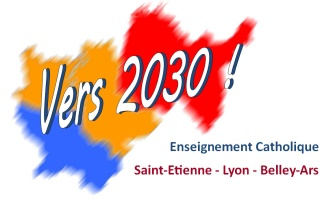 Vers 2030 !
Enseignement Catholique
Saint-Etienne - Lyon - Belley-Ars